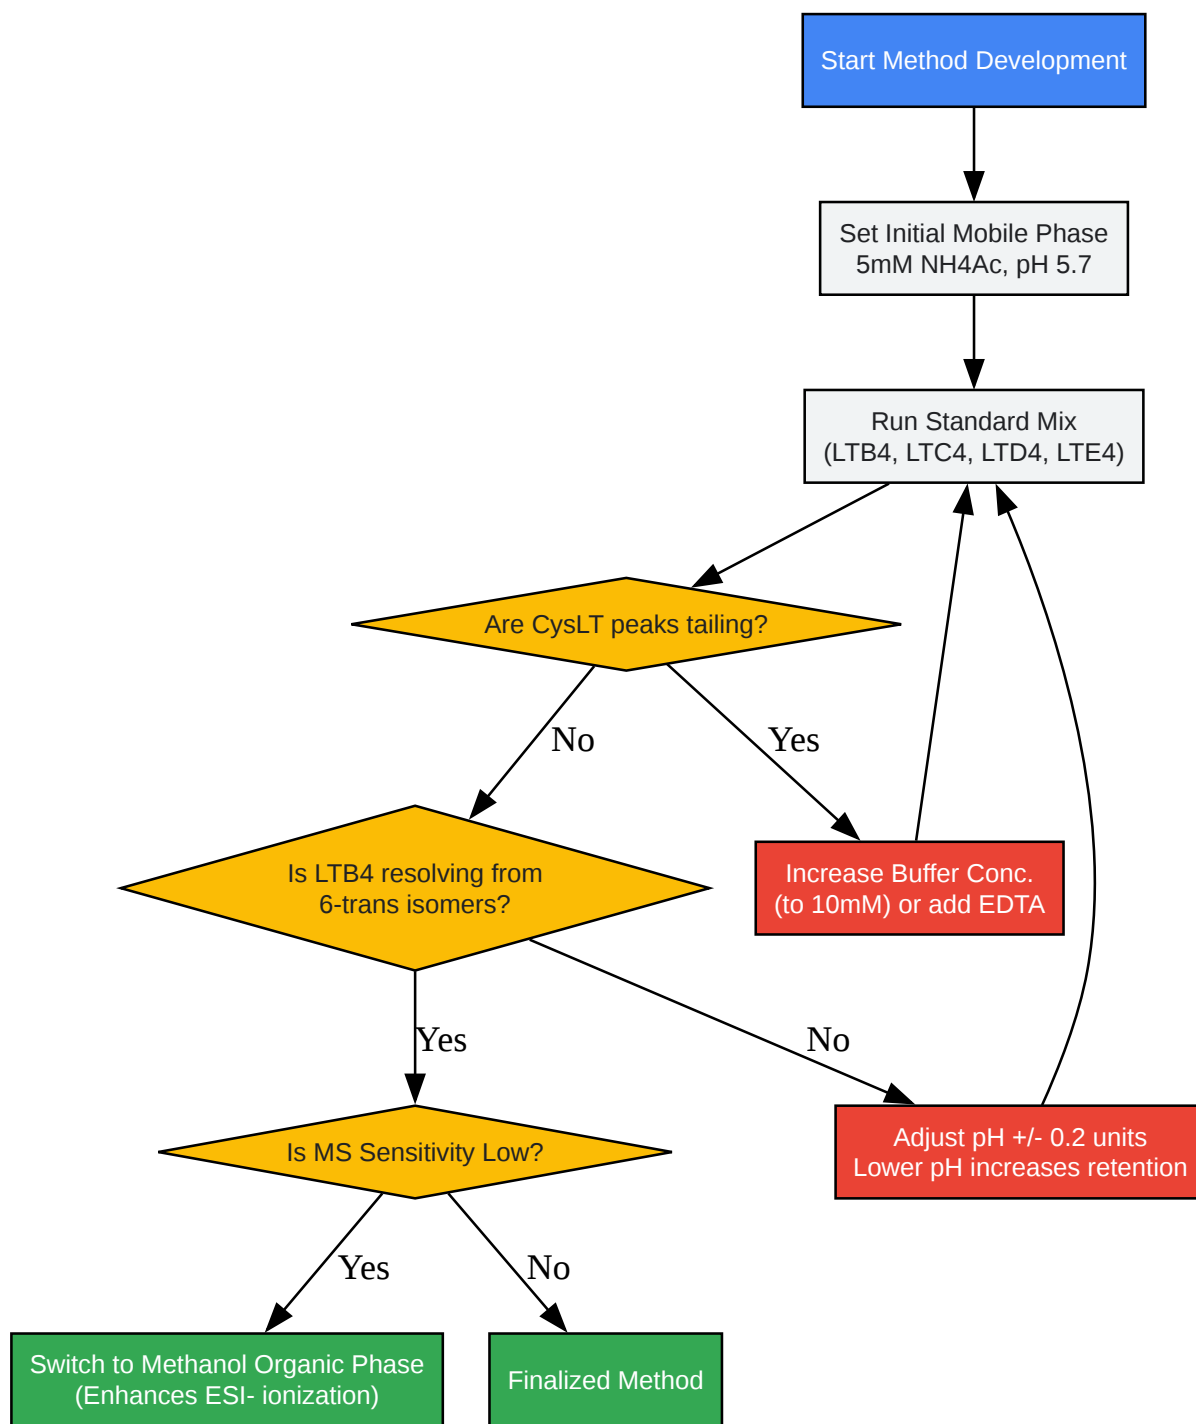 Start Method Development
Set Initial Mobile Phase
5mM NH4Ac, pH 5.7
Run Standard Mix
(LTB4, LTC4, LTD4, LTE4)
Are CysLT peaks tailing?
No
Yes
Is LTB4 resolving from
6-trans isomers?
Increase Buffer Conc.
(to 10mM) or add EDTA
Yes
No
Is MS Sensitivity Low?
Adjust pH +/- 0.2 units
Lower pH increases retention
Yes
No
Switch to Methanol Organic Phase
(Enhances ESI- ionization)
Finalized Method